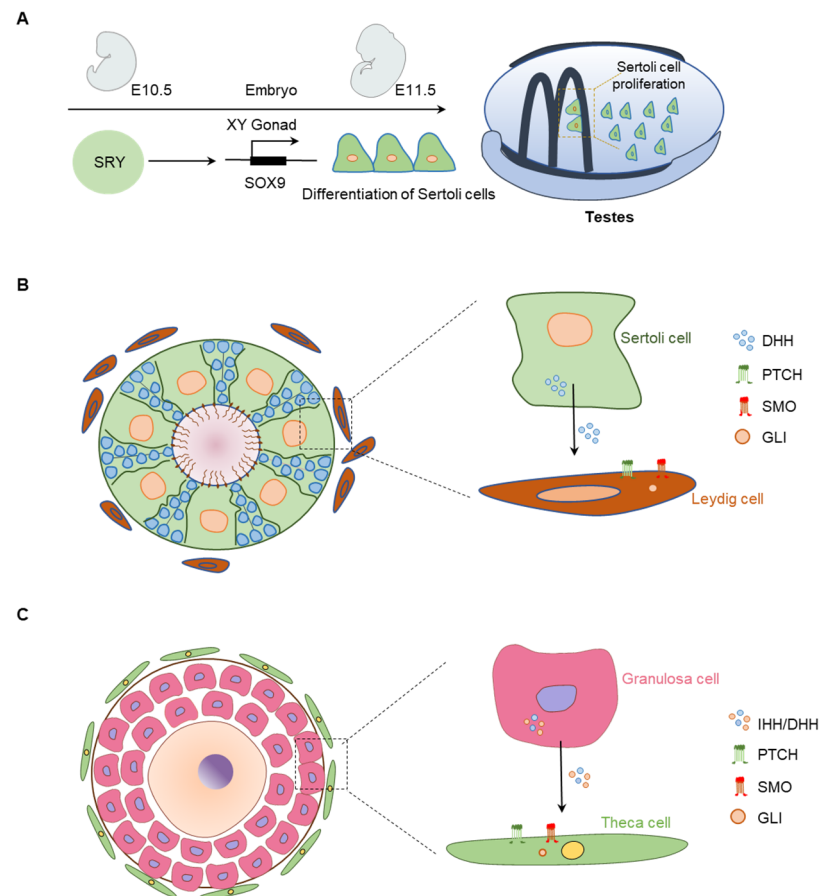 A
E10.5
Embryo
E11.5
Sertoli cell
proliferation
XY Gonad
SRY
SOX9
Differentiation of Sertoli cells
Testes
B
Sertoli cell
DHH
PTCH
SMO
GLI
Leydig cell
C
Granulosa cell
IHH/DHH
PTCH
SMO
GLI
Theca cell